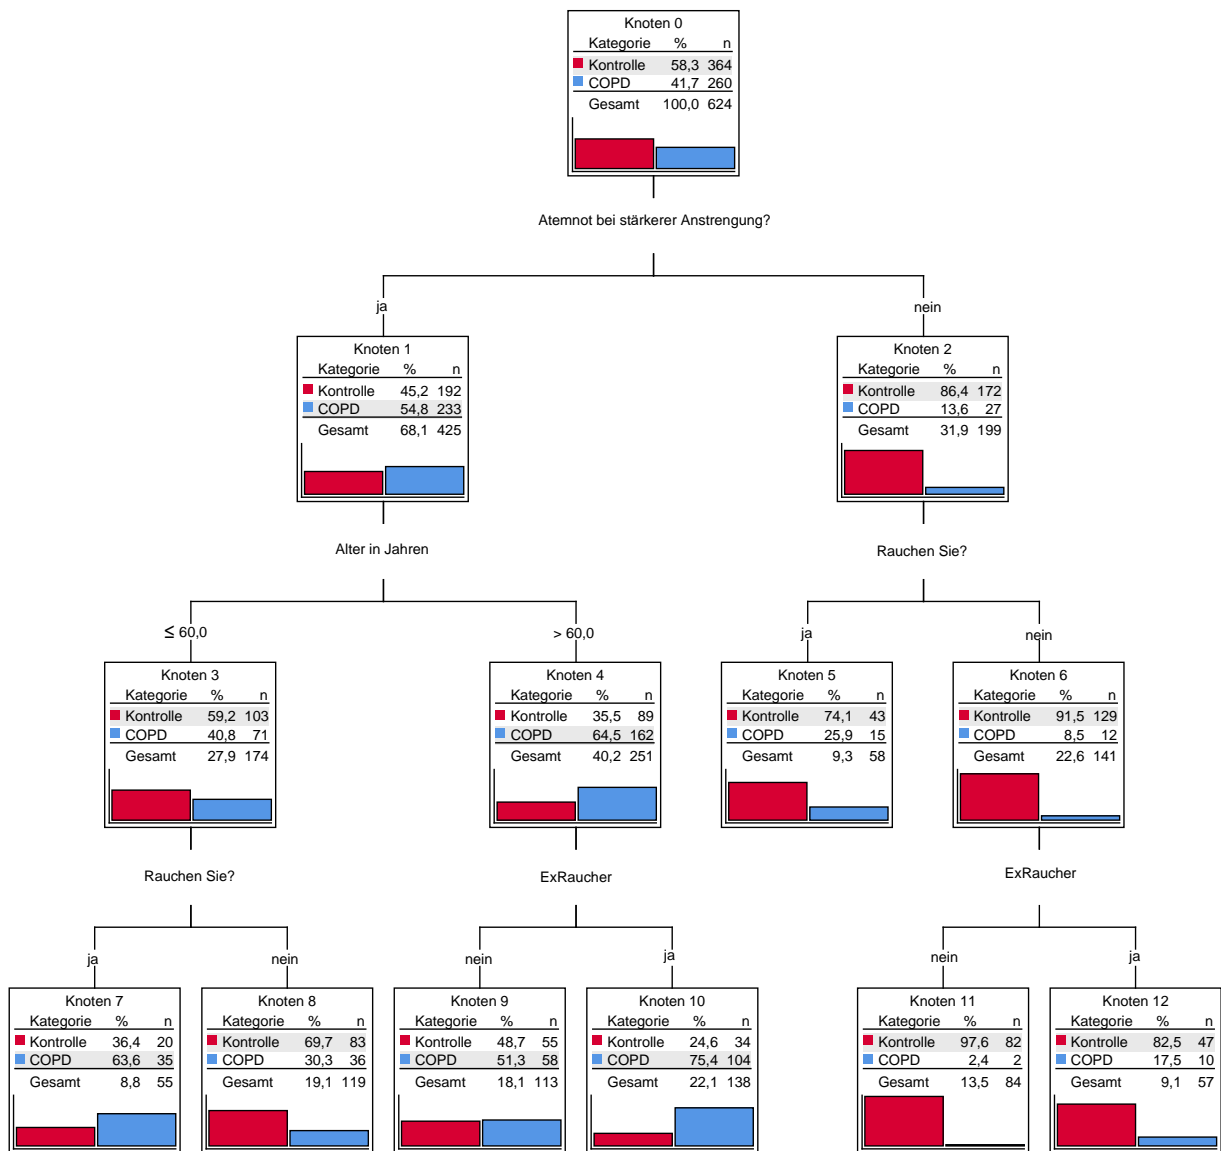 Knoten 0
Kategorie % n
Kontrolle 58,3 364
COPD 41,7 260
Gesamt 100,0 624
Atemnot bei stärkerer Anstrengung?
ja
nein
Knoten 1
Kategorie % n
Kontrolle 45,2 192
COPD 54,8 233
Gesamt 68,1 425
Knoten 2
Kategorie % n
Kontrolle 86,4 172
COPD 13,6 27
Gesamt 31,9 199
Alter in Jahren
Rauchen Sie?
≤ 60,0
> 60,0
ja
nein
Knoten 3
Kategorie % n
Kontrolle 59,2 103
COPD 40,8 71
Gesamt 27,9 174
Knoten 4
Kategorie % n
Kontrolle 35,5 89
COPD 64,5 162
Gesamt 40,2 251
Knoten 5
Kategorie % n
Kontrolle 74,1 43
COPD 25,9 15
Gesamt 9,3 58
Knoten 6
Kategorie % n
Kontrolle 91,5 129
COPD 8,5 12
Gesamt 22,6 141
Rauchen Sie?
ExRaucher
ExRaucher
ja
nein
nein
ja
nein
ja
Knoten 7
Kategorie % n
Kontrolle 36,4 20
COPD 63,6 35
Gesamt 8,8 55
Knoten 8
Kategorie % n
Kontrolle 69,7 83
COPD 30,3 36
Gesamt 19,1 119
Knoten 9
Kategorie % n
Kontrolle 48,7 55
COPD 51,3 58
Gesamt 18,1 113
Knoten 10
Kategorie % n
Kontrolle 24,6 34
COPD 75,4 104
Gesamt 22,1 138
Knoten 11
Kategorie % n
Kontrolle 97,6 82
COPD 2,4 2
Gesamt 13,5 84
Knoten 12
Kategorie % n
Kontrolle 82,5 47
COPD 17,5 10
Gesamt 9,1 57